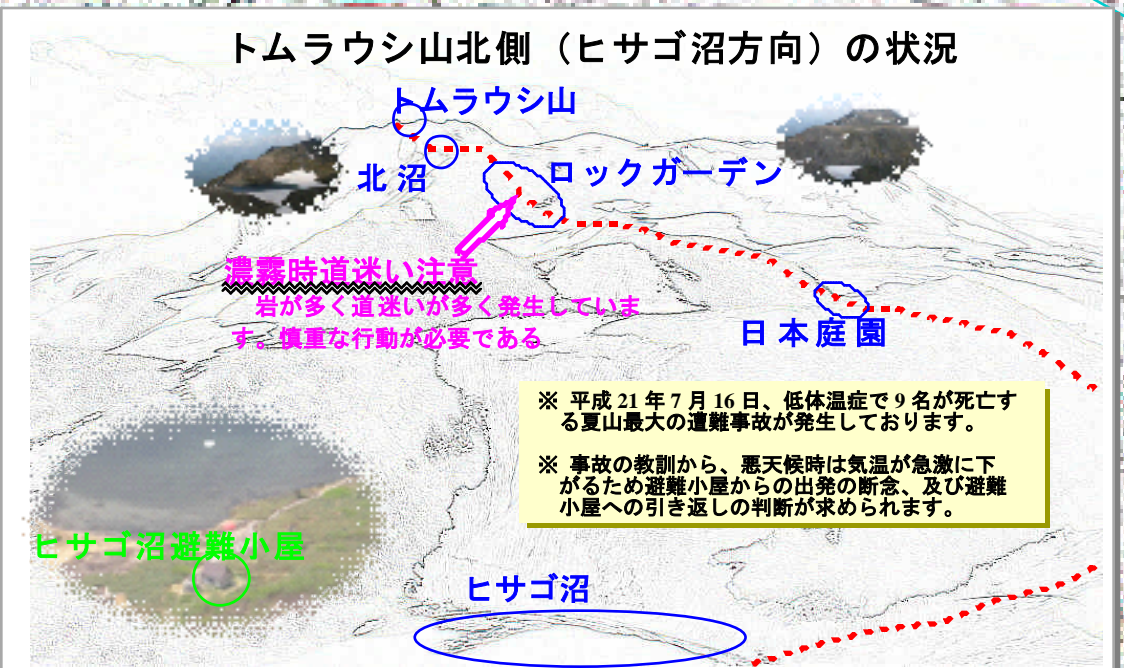 トムラウシ山北側（ヒサゴ沼方向）の状況
トムラウシ山
北沼
ロックガーデン
濃霧時道迷い注意
岩が多く道迷いが多く発生していま
す。慎重な行動が必要である
日本庭園
※ 平成 21 年 7 月 16 日、低体温症で 9 名が死亡す
る夏山最大の遭難事故が発生しております。
※ 事故の教訓から、悪天候時は気温が急激に下
がるため避難小屋からの出発の断念、及び避難
小屋への引き返しの判断が求められます。
ヒサゴ沼避難小屋
ヒサゴ沼